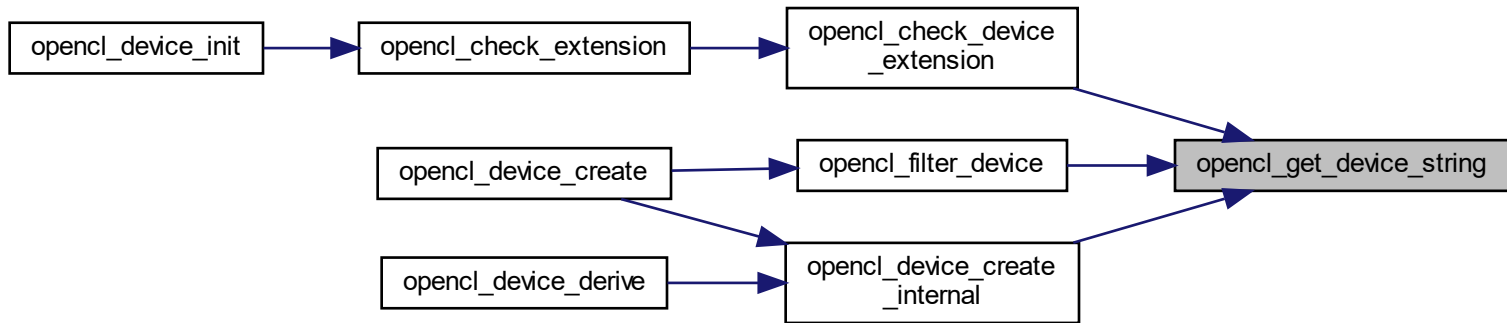 opencl_device_init
opencl_check_extension
opencl_check_device
_extension
opencl_device_create
opencl_filter_device
opencl_get_device_string
opencl_device_derive
opencl_device_create
_internal